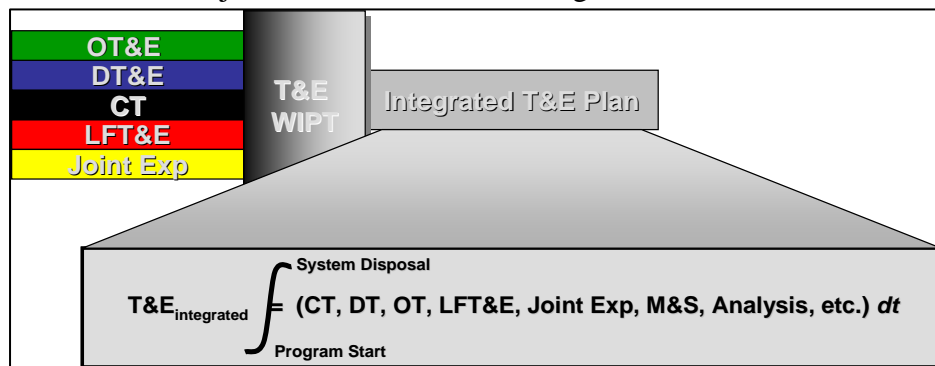 OT&E
DT&E
CT
LFT&E
Joint Exp
T&E
WIPT
Integrated T&E Plan
System Disposal
T&E integrated = (CT, DT, OT, LFT&E, Joint Exp, M&S, Analysis, etc.) dt
Program Start